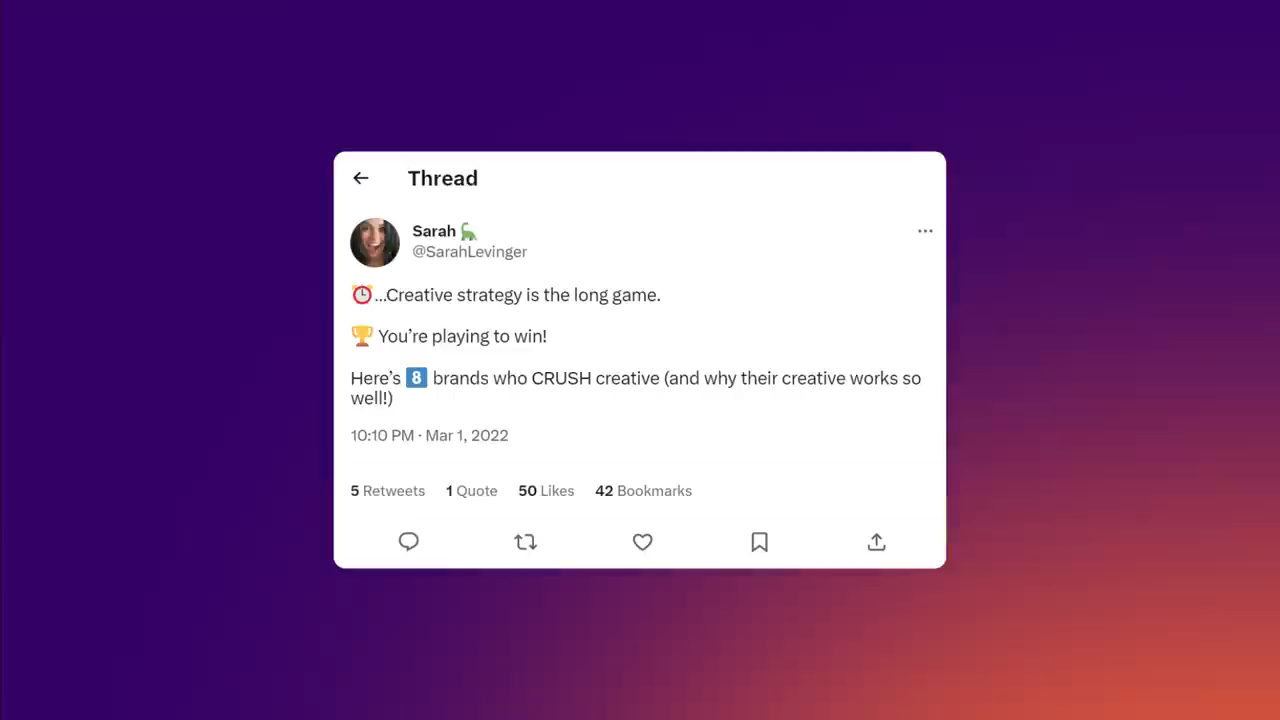 Thread
Sarah 🦕
@SarahLevinger
⏰...Creative strategy is the long game.
🏆 You’re playing to win!
Here’s 8️⃣ brands who CRUSH creative (and why their creative works so
well!)
10:10 PM · Mar 1, 2022
5 Retweets 1 Quote 50 Likes 42 Bookmarks